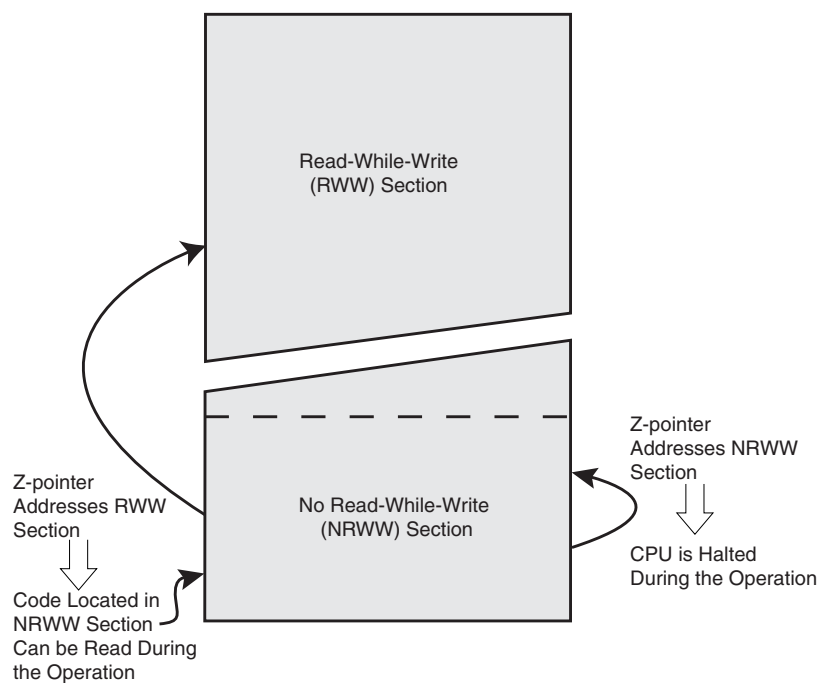 Read-While-Write
(RWW) Section
Z-pointer
Addresses NRWW
Section
CPU is Halted
During the Operation
No Read-While-Write
(NRWW) Section
Z-pointer
Addresses RWW
Section
Code Located in
NRWW Section
Can be Read During
the Operation